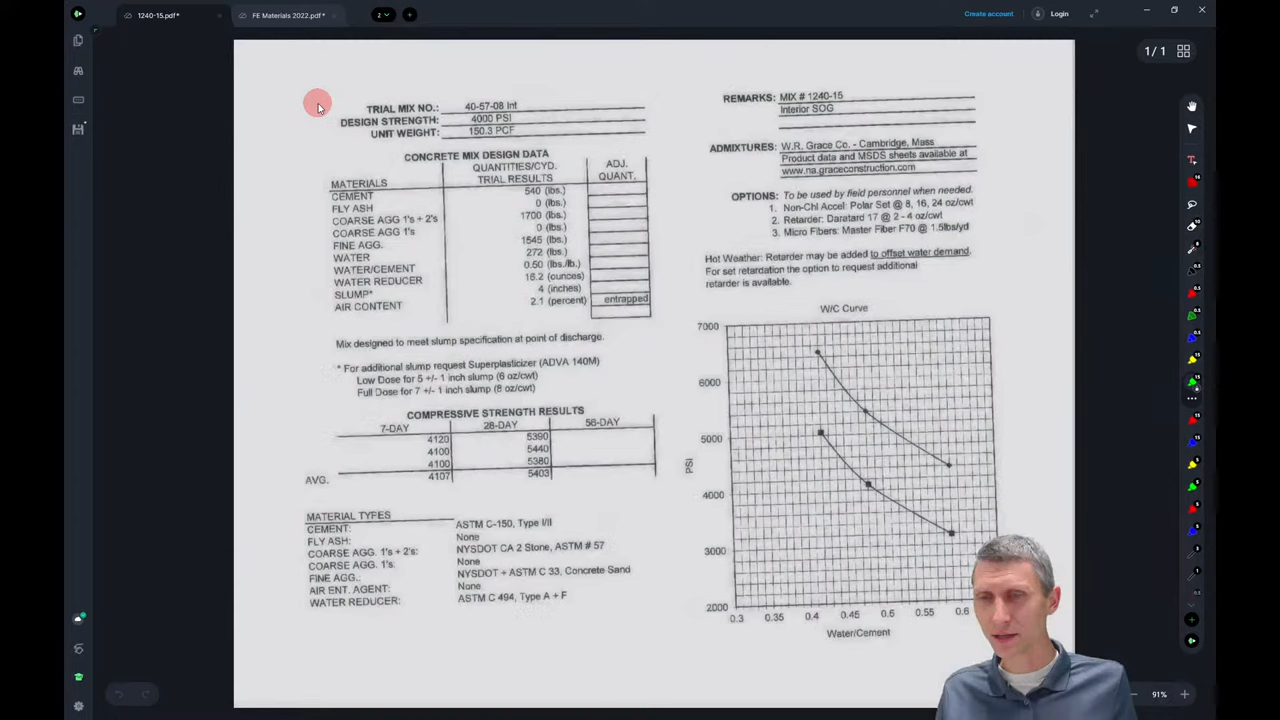 1240-15.pdf*
FE Materials 2022.pdf*
2
Create account
Login
1/1
TRIAL MIX NO.: 40-57-08 Int
DESIGN STRENGTH: 4000 PSI
UNIT WEIGHT: 150.3 PCF
CONCRETE MIX DESIGN DATA
QUANTITIES/CYD. ADJ.
MATERIALS TRIAL RESULTS QUANT.
CEMENT 540 (lbs.)
FLY ASH 0 (lbs.)
COARSE AGG 1's + 2's 1700 (lbs.)
COARSE AGG 1's 0 (lbs.)
FINE AGG. 1545 (lbs.)
WATER 272 (lbs.)
WATER/CEMENT 0.50 (lbs./lb.)
WATER REDUCER 16.2 (ounces)
SLUMP* 4 (inches)
AIR CONTENT 2.1 (percent) entrapped
Mix designed to meet slump specification at point of discharge.
* For additional slump request Superplasticizer (ADVA 140M)
Low Dose for 5 +/- 1 inch slump (6 oz/cwt)
Full Dose for 7 +/- 1 inch slump (8 oz/cwt)
COMPRESSIVE STRENGTH RESULTS
7-DAY 28-DAY 56-DAY
4120 5390
4100 5440
4100 5380
AVG. 4107 5403
MATERIAL TYPES
CEMENT: ASTM C-150, Type I/II
FLY ASH: None
COARSE AGG. 1's + 2's: NYSDOT CA 2 Stone, ASTM # 57
COARSE AGG. 1's: None
FINE AGG.: NYSDOT + ASTM C 33, Concrete Sand
AIR ENT. AGENT: None
WATER REDUCER: ASTM C 494, Type A + F
REMARKS: MIX # 1240-15
Interior SOG
ADMIXTURES: W.R. Grace Co. - Cambridge, Mass
Product data and MSDS sheets available at
www.na.graceconstruction.com
OPTIONS: To be used by field personnel when needed.
1. Non-Chl Accel: Polar Set @ 8, 16, 24 oz/cwt
2. Retarder: Daratard 17 @ 2 - 4 oz/cwt
3. Micro Fibers: Master Fiber F70 @ 1.5lbs/yd
Hot Weather: Retarder may be added to offset water demand.
For set retardation the option to request additional
retarder is available.
W/C Curve
7000
6000
5000
PSI
4000
3000
2000
0.3 0.35 0.4 0.45 0.5 0.55 0.6
Water/Cement
91%